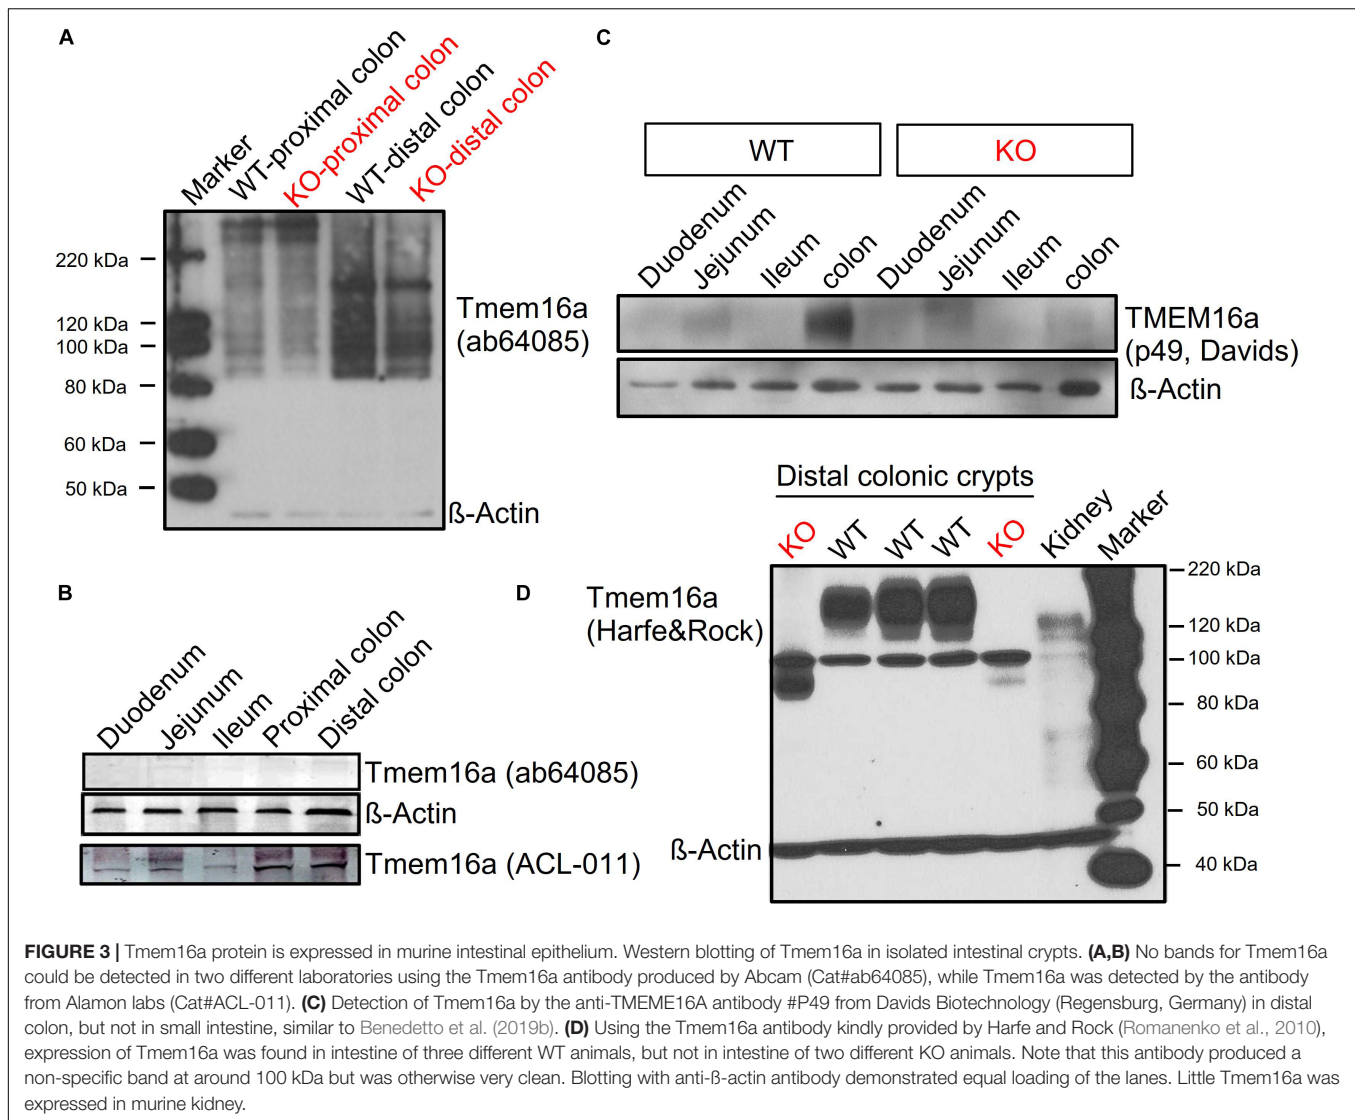 A
Marker
WT-proximal colon
KO-proximal colon
WT-distal colon
KO-distal colon
220 kDa
120 kDa
100 kDa
80 kDa
60 kDa
50 kDa
Tmem16a
(ab64085)
ß-Actin
B
Duodenum
Jejunum
Ileum
Proximal colon
Distal colon
Tmem16a (ab64085)
ß-Actin
Tmem16a (ACL-011)
C
WT
KO
Duodenum
Jejunum
Ileum
colon
Duodenum
Jejunum
Ileum
colon
TMEM16a
(p49, Davids)
ß-Actin
D
Distal colonic crypts
KO
WT
WT
WT
KO
Kidney
Marker
Tmem16a
(Harfe&Rock)
220 kDa
120 kDa
100 kDa
80 kDa
60 kDa
50 kDa
40 kDa
ß-Actin
FIGURE 3 | Tmem16a protein is expressed in murine intestinal epithelium. Western blotting of Tmem16a in isolated intestinal crypts. (A,B) No bands for Tmem16a
could be detected in two different laboratories using the Tmem16a antibody produced by Abcam (Cat#ab64085), while Tmem16a was detected by the antibody
from Alamon labs (Cat#ACL-011). (C) Detection of Tmem16a by the anti-TMEME16A antibody #P49 from Davids Biotechnology (Regensburg, Germany) in distal
colon, but not in small intestine, similar to Benedetto et al. (2019b). (D) Using the Tmem16a antibody kindly provided by Harfe and Rock (Romanenko et al., 2010),
expression of Tmem16a was found in intestine of three different WT animals, but not in intestine of two different KO animals. Note that this antibody produced a
non-specific band at around 100 kDa but was otherwise very clean. Blotting with anti-ß-actin antibody demonstrated equal loading of the lanes. Little Tmem16a was
expressed in murine kidney.